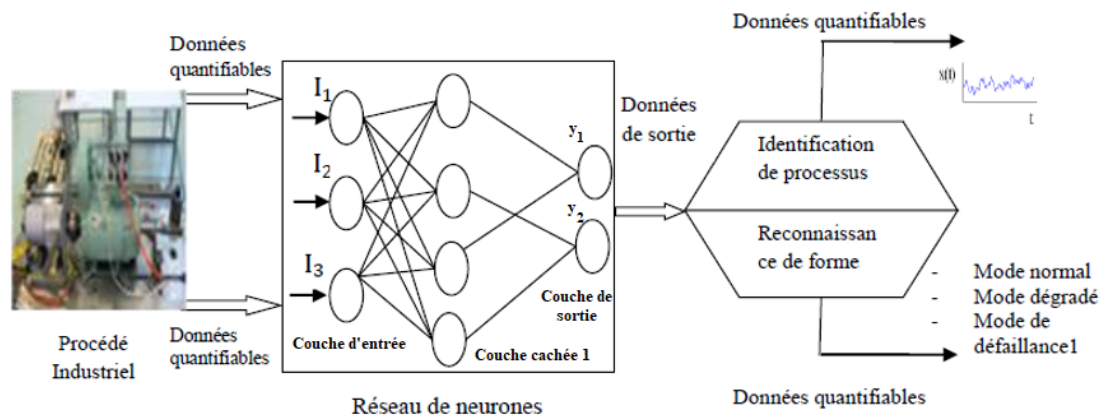 Données
quantifiables
Procédé
Industriel
Données
quantifiables
I1
I2
I3
Couche d'entrée
Couche cachée 1
y1
y2
Couche de
sortie
Réseau de neurones
Données
de sortie
Données quantifiables
x(t)
t
Identification
de processus
Reconnaissan
ce de forme
- Mode normal
- Mode dégradé
- Mode de
défaillance1
Données quantifiables